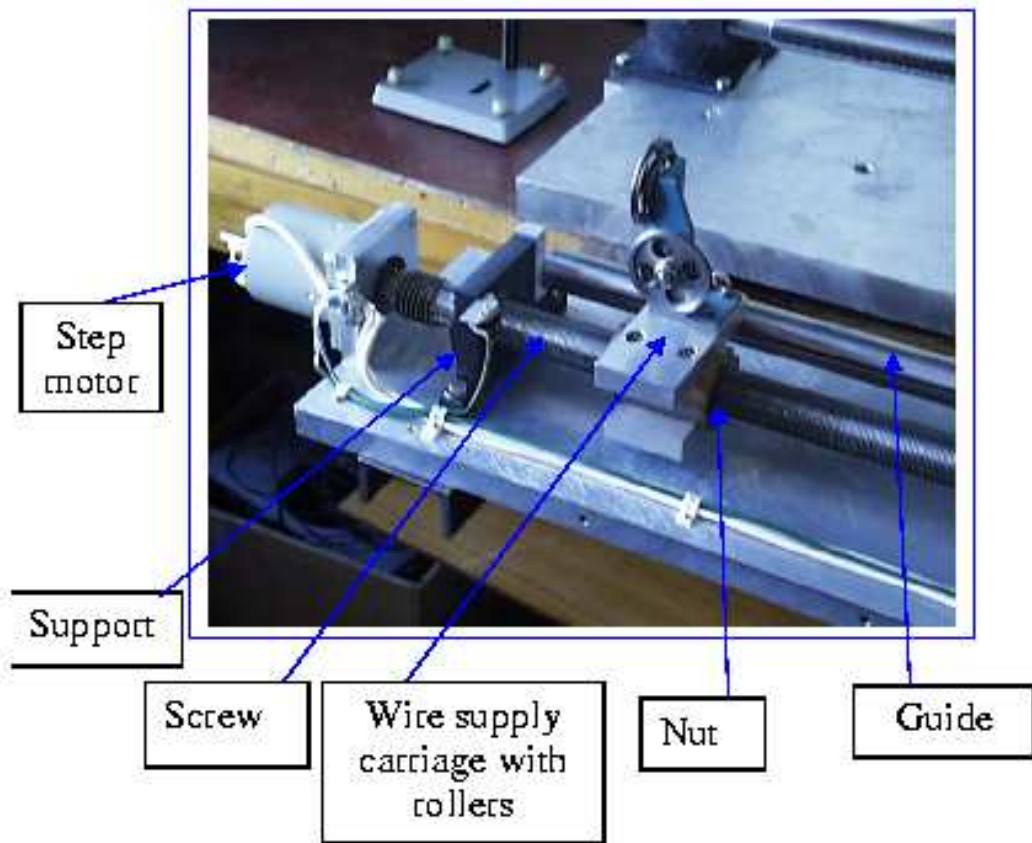 Step
motor
Support
Screw
Wire supply
carriage with
rollers
Nut
Guide